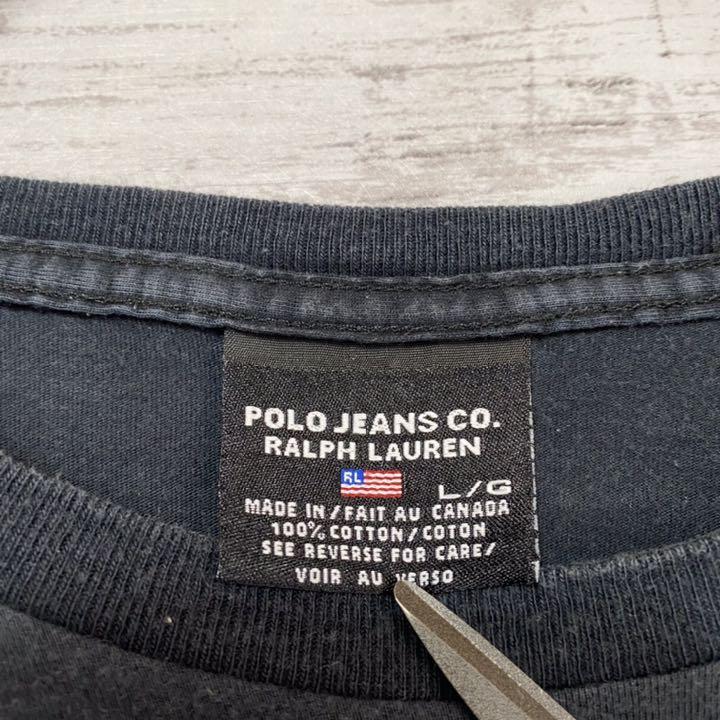 POLO JEANS CO.
RALPH LAUREN
RL
L/G
MADE IN/FAIT AU CANADA
100% COTTON/COTON
SEE REVERSE FOR CARE/
VOIR AU VERSO